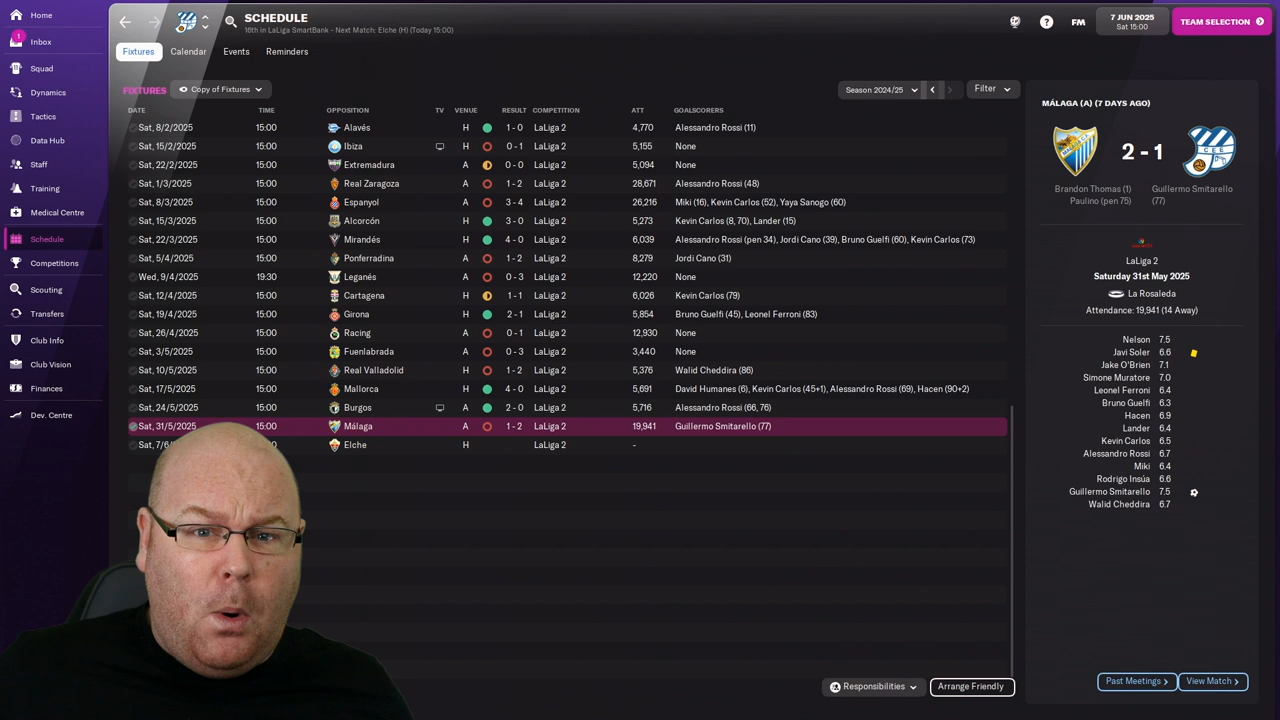 Home
SCHEDULE
16th in LaLiga SmartBank - Next Match: Elche (H) (Today 15:00)
FM
7 JUN 2025
Sat 15:00
TEAM SELECTION
1
Inbox
Squad
Dynamics
Tactics
Data Hub
Staff
Training
Medical Centre
Schedule
Competitions
Scouting
Transfers
Club Info
Club Vision
Finances
Dev. Centre
Fixtures Calendar Events Reminders
FIXTURES Copy of Fixtures Season 2024/25 Filter
DATE TIME OPPOSITION TV VENUE RESULT COMPETITION ATT GOALSCORERS
Sat, 8/2/2025 15:00 Alavés H 1 - 0 LaLiga 2 4,770 Alessandro Rossi (11)
Sat, 15/2/2025 15:00 Ibiza H 0 - 1 LaLiga 2 5,155 None
Sat, 22/2/2025 15:00 Extremadura A 0 - 0 LaLiga 2 5,094 None
Sat, 1/3/2025 15:00 Real Zaragoza A 1 - 2 LaLiga 2 28,671 Alessandro Rossi (48)
Sat, 8/3/2025 15:00 Espanyol A 3 - 4 LaLiga 2 26,216 Miki (16), Kevin Carlos (52), Yaya Sanogo (60)
Sat, 15/3/2025 15:00 Alcorcón H 3 - 0 LaLiga 2 5,273 Kevin Carlos (8, 70), Lander (15)
Sat, 22/3/2025 15:00 Mirandés H 4 - 0 LaLiga 2 6,039 Alessandro Rossi (pen 34), Jordi Cano (39), Bruno Guelfi (60), Kevin Carlos (73)
Sat, 5/4/2025 15:00 Ponferradina A 1 - 2 LaLiga 2 8,279 Jordi Cano (31)
Wed, 9/4/2025 19:30 Leganés A 0 - 3 LaLiga 2 12,220 None
Sat, 12/4/2025 15:00 Cartagena H 1 - 1 LaLiga 2 6,026 Kevin Carlos (79)
Sat, 19/4/2025 15:00 Girona H 2 - 1 LaLiga 2 5,854 Bruno Guelfi (45), Leonel Ferroni (83)
Sat, 26/4/2025 15:00 Racing A 0 - 1 LaLiga 2 12,930 None
Sat, 3/5/2025 15:00 Fuenlabrada A 0 - 3 LaLiga 2 3,440 None
Sat, 10/5/2025 15:00 Real Valladolid H 1 - 2 LaLiga 2 5,376 Walid Cheddira (86)
Sat, 17/5/2025 15:00 Mallorca H 4 - 0 LaLiga 2 5,691 David Humanes (6), Kevin Carlos (45+1), Alessandro Rossi (69), Hacen (90+2)
Sat, 24/5/2025 15:00 Burgos A 2 - 0 LaLiga 2 5,716 Alessandro Rossi (66, 76)
Sat, 31/5/2025 15:00 Málaga A 1 - 2 LaLiga 2 19,941 Guillermo Smitarello (77)
Sat, 7/6 Elche H LaLiga 2 -
Responsibilities Arrange Friendly
MÁLAGA (A) (7 DAYS AGO)
2 - 1
Brandon Thomas (1) Guillermo Smitarello
Paulino (pen 75) (77)
LaLiga 2
Saturday 31st May 2025
La Rosaleda
Attendance: 19,941 (14 Away)
Nelson 7.5
Javi Soler 6.6
Jake O'Brien 7.1
Simone Muratore 7.0
Leonel Ferroni 6.4
Bruno Guelfi 6.3
Hacen 6.9
Lander 6.4
Kevin Carlos 6.5
Alessandro Rossi 6.7
Miki 6.4
Rodrigo Insúa 6.6
Guillermo Smitarello 7.5
Walid Cheddira 6.7
Past Meetings View Match